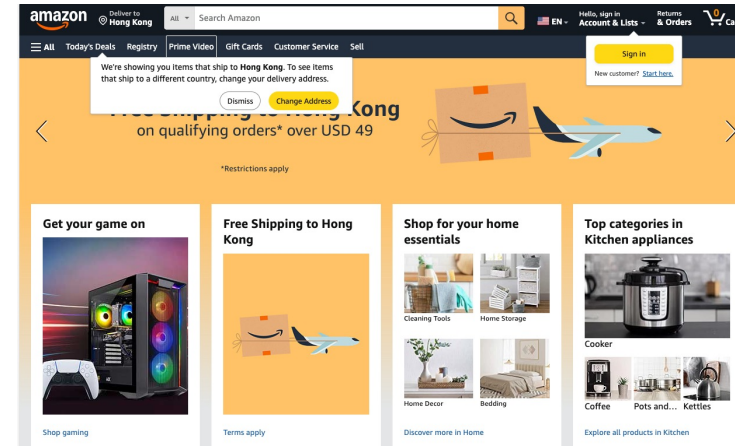 amazon
Deliver to
Hong Kong
All
Search Amazon
EN
Hello, sign in
Account & Lists
Returns
& Orders
0
Ca
All
Today's Deals
Registry
Prime Video
Gift Cards
Customer Service
Sell
Sign in
New customer? Start here.
We're showing you items that ship to Hong Kong. To see items
that ship to a different country, change your delivery address.
Dismiss
Change Address
Free Shipping to Hong Kong
on qualifying orders* over USD 49
*Restrictions apply
Get your game on
Shop gaming
Free Shipping to Hong
Kong
Terms apply
Shop for your home
essentials
Cleaning Tools
Home Storage
Home Decor
Bedding
Discover more in Home
Top categories in
Kitchen appliances
Cooker
Coffee
Pots and...
Kettles
Explore all products in Kitchen